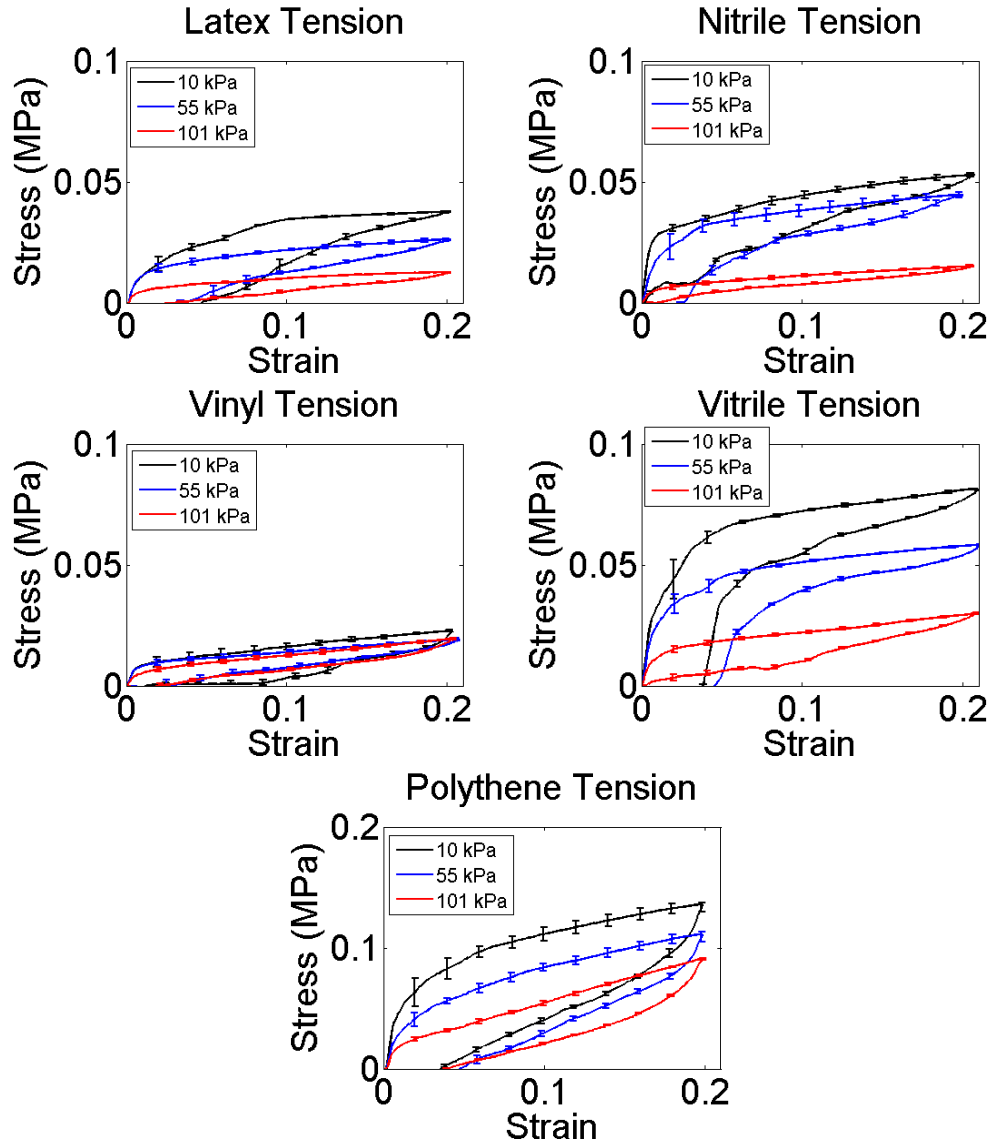 Latex Tension
0.1
10 kPa
55 kPa
101 kPa
0.05
0
0
0.1
0.2
Stress (MPa)
Strain
Nitrile Tension
0.1
10 kPa
55 kPa
101 kPa
0.05
0
0
0.1
0.2
Stress (MPa)
Strain
Vinyl Tension
0.1
10 kPa
55 kPa
101 kPa
0.05
0
0
0.1
0.2
Stress (MPa)
Strain
Vitrile Tension
0.1
10 kPa
55 kPa
101 kPa
0.05
0
0
0.1
0.2
Stress (MPa)
Strain
Polythene Tension
0.2
10 kPa
55 kPa
101 kPa
0.1
0
0
0.1
0.2
Stress (MPa)
Strain